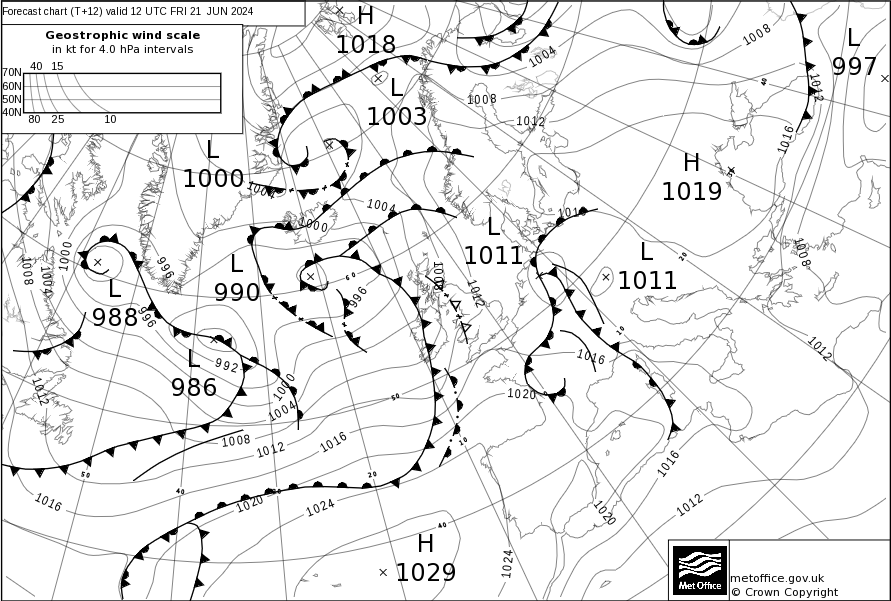 Forecast chart (T+12) valid 12 UTC FRI 21 JUN 2024
Geostrophic wind scale
in kt for 4.0 hPa intervals
40 15
70N
60N
50N
40N
80 25 10
H
1018
L
1003
L
997
H
1019
L
1000
L
1011
L
1011
L
990
L
988
L
986
H
1029
1004
1008
1012
1008
1012
1016
1004
1004
1000
1016
1000
1004
1008
996
996
996
1008
1012
1008
992
1000
1004
1008
1012
1016
1012
1016
1020
1012
1016
1020
1024
1016
1012
1020
1024
40
20
60
10
50
10
50
40
30
20
40
Met Office
metoffice.gov.uk
© Crown Copyright